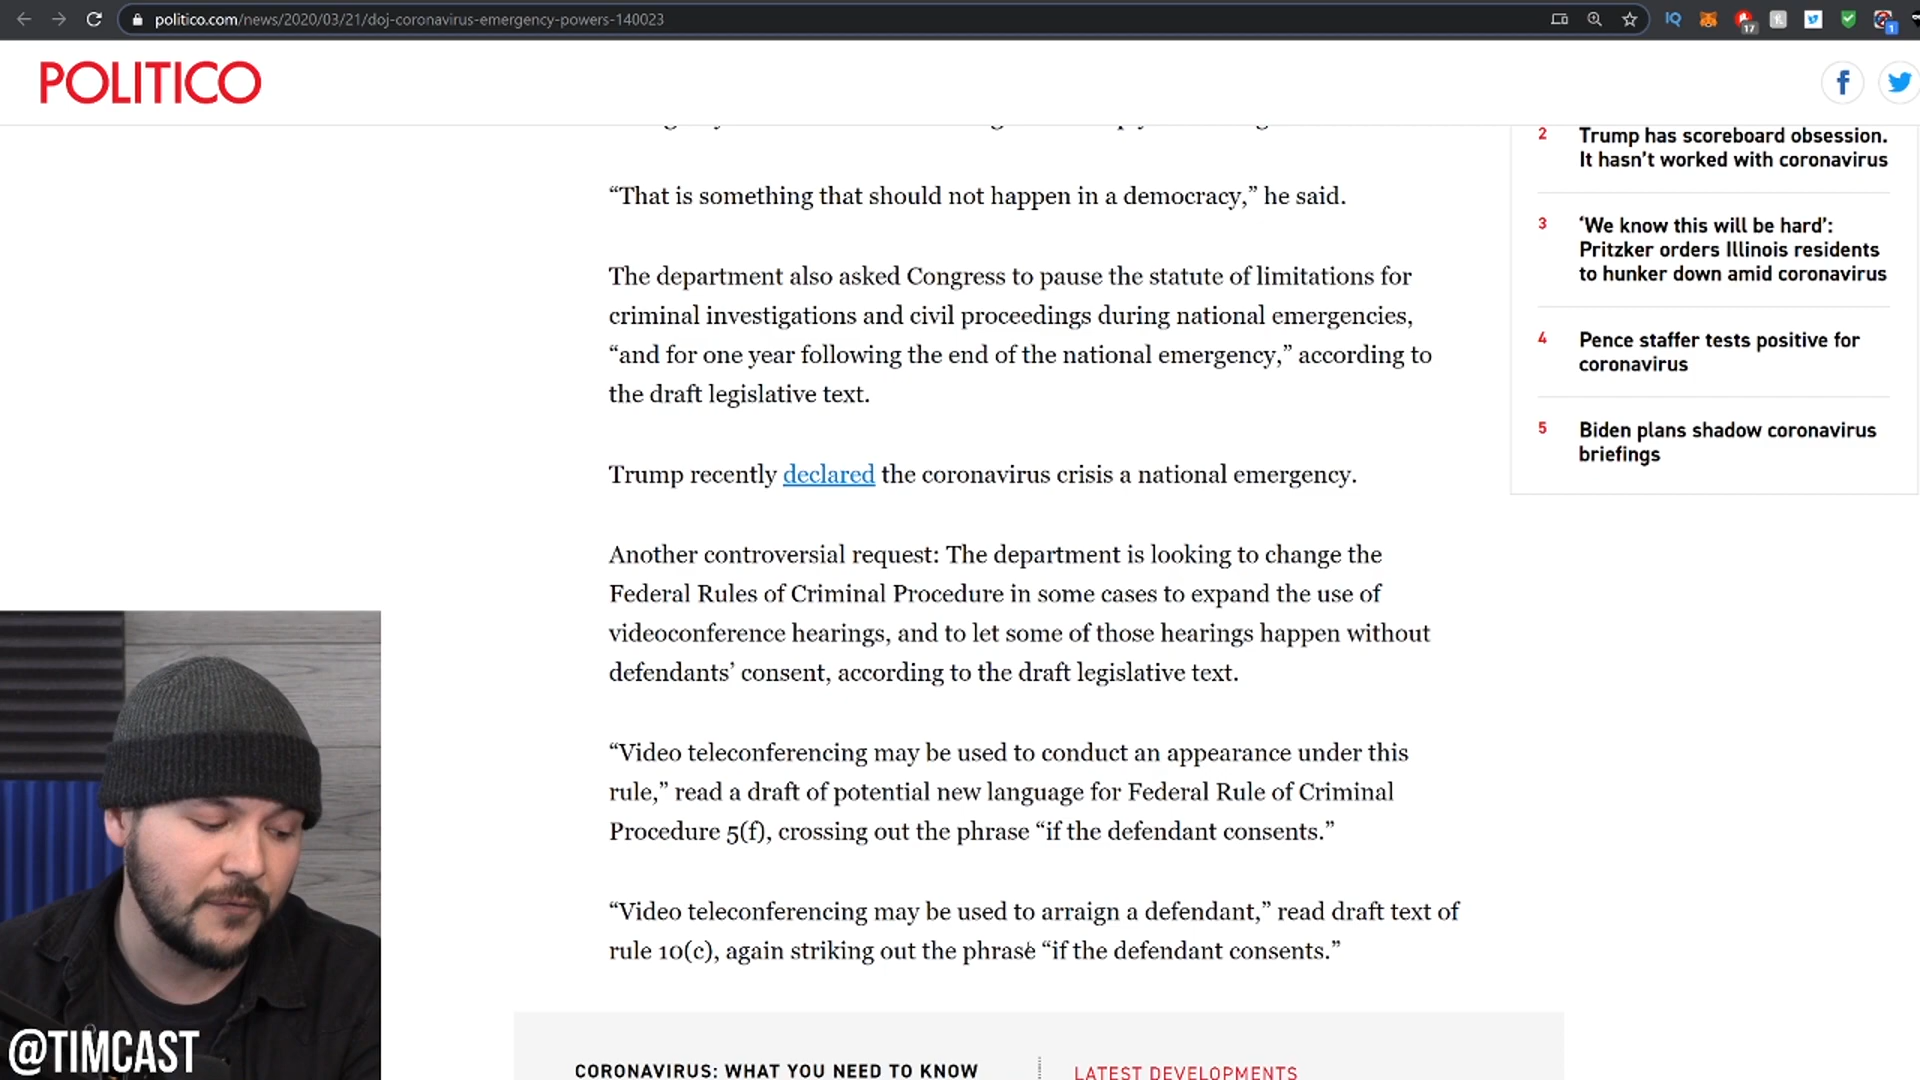 politico.com/news/2020/03/21/doj-coronavirus-emergency-powers-140023
IQ
17
1
POLITICO
“That is something that should not happen in a democracy,” he said.
The department also asked Congress to pause the statute of limitations for
criminal investigations and civil proceedings during national emergencies,
“and for one year following the end of the national emergency,” according to
the draft legislative text.
Trump recently declared the coronavirus crisis a national emergency.
Another controversial request: The department is looking to change the
Federal Rules of Criminal Procedure in some cases to expand the use of
videoconference hearings, and to let some of those hearings happen without
defendants’ consent, according to the draft legislative text.
“Video teleconferencing may be used to conduct an appearance under this
rule,” read a draft of potential new language for Federal Rule of Criminal
Procedure 5(f), crossing out the phrase “if the defendant consents.”
“Video teleconferencing may be used to arraign a defendant,” read draft text of
rule 10(c), again striking out the phrase “if the defendant consents.”
2 Trump has scoreboard obsession.
It hasn’t worked with coronavirus
3 ‘We know this will be hard’:
Pritzker orders Illinois residents
to hunker down amid coronavirus
4 Pence staffer tests positive for
coronavirus
5 Biden plans shadow coronavirus
briefings
CORONAVIRUS: WHAT YOU NEED TO KNOW
LATEST DEVELOPMENTS
@TIMCAST